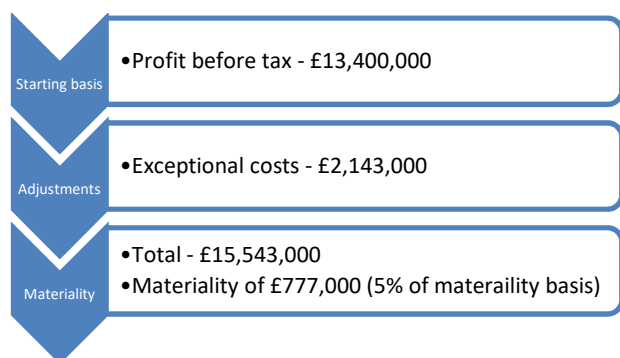 Starting basis
•Profit before tax - £13,400,000
Adjustments
•Exceptional costs - £2,143,000
Materiality
•Total - £15,543,000
•Materiality of £777,000 (5% of materaility basis)